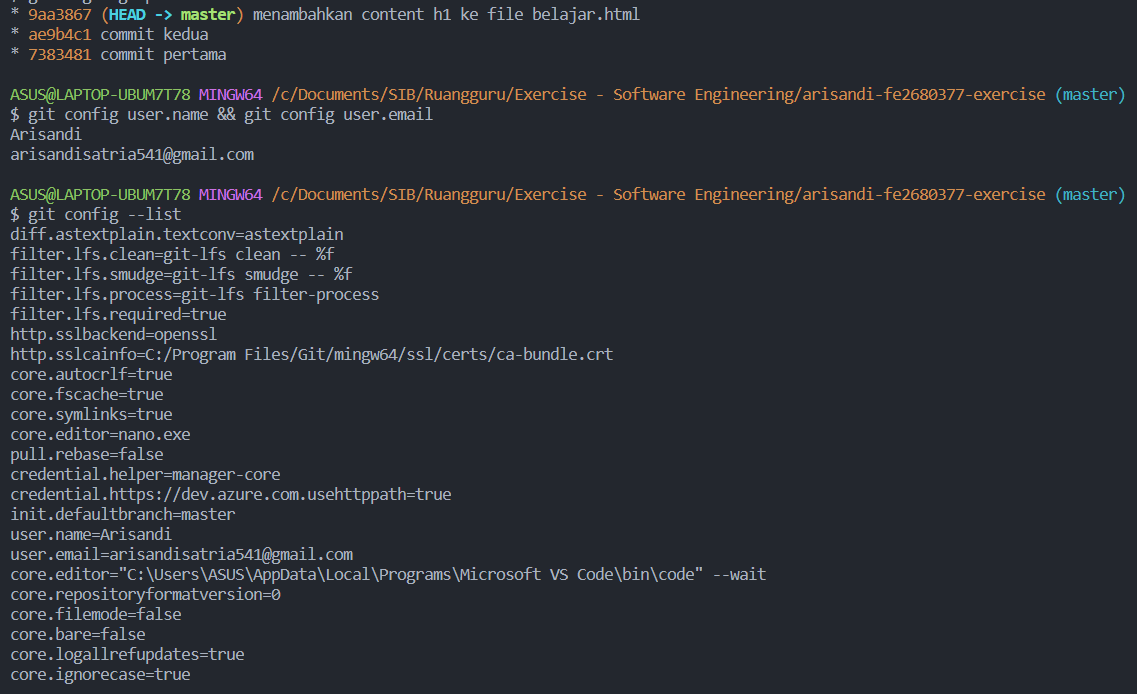 * 9aa3867 (HEAD -> master) menambahkan content h1 ke file belajar.html
* ae9b4c1 commit kedua
* 7383481 commit pertama
ASUS@LAPTOP-UBUM7T78 MINGW64 /c/Documents/SIB/Ruangguru/Exercise - Software Engineering/arisandi-fe2680377-exercise (master)
$ git config user.name && git config user.email
Arisandi
arisandisatria541@gmail.com
ASUS@LAPTOP-UBUM7T78 MINGW64 /c/Documents/SIB/Ruangguru/Exercise - Software Engineering/arisandi-fe2680377-exercise (master)
$ git config --list
diff.astextplain.textconv=astextplain
filter.lfs.clean=git-lfs clean -- %f
filter.lfs.smudge=git-lfs smudge -- %f
filter.lfs.process=git-lfs filter-process
filter.lfs.required=true
http.sslbackend=openssl
http.sslcainfo=C:/Program Files/Git/mingw64/ssl/certs/ca-bundle.crt
core.autocrlf=true
core.fscache=true
core.symlinks=true
core.editor=nano.exe
pull.rebase=false
credential.helper=manager-core
credential.https://dev.azure.com.usehttppath=true
init.defaultbranch=master
user.name=Arisandi
user.email=arisandisatria541@gmail.com
core.editor="C:\Users\ASUS\AppData\Local\Programs\Microsoft VS Code\bin\code" --wait
core.repositoryformatversion=0
core.filemode=false
core.bare=false
core.logallrefupdates=true
core.ignorecase=true